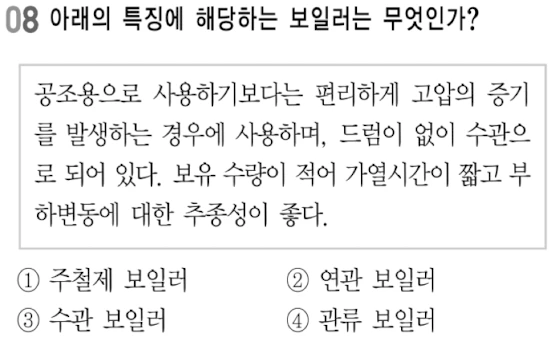 08 아래의 특징에 해당하는 보일러는 무엇인가?
공조용으로 사용하기보다는 편리하게 고압의 증기
를 발생하는 경우에 사용하며, 드럼이 없이 수관으
로 되어 있다. 보유 수량이 적어 가열시간이 짧고 부
하변동에 대한 추종성이 좋다.
① 주철제 보일러 ② 연관 보일러
③ 수관 보일러 ④ 관류 보일러